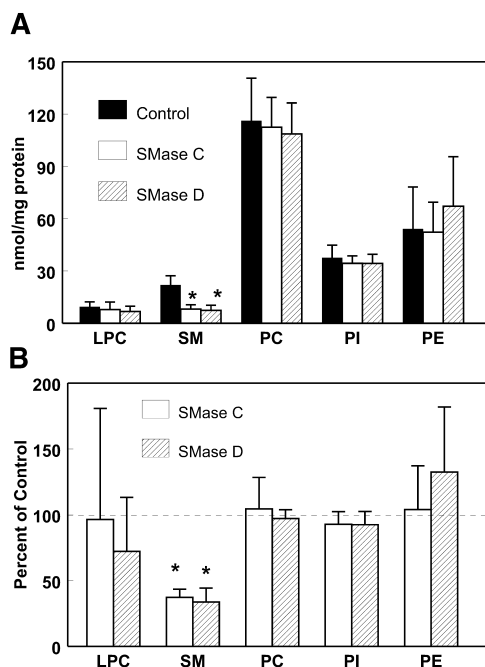 A
150
120
90
60
30
0
nmol/mg protein
Control
SMase C
SMase D
* *
LPC SM PC PI PE
B
200
150
100
50
0
Percent of Control
SMase C
SMase D
* *
LPC SM PC PI PE